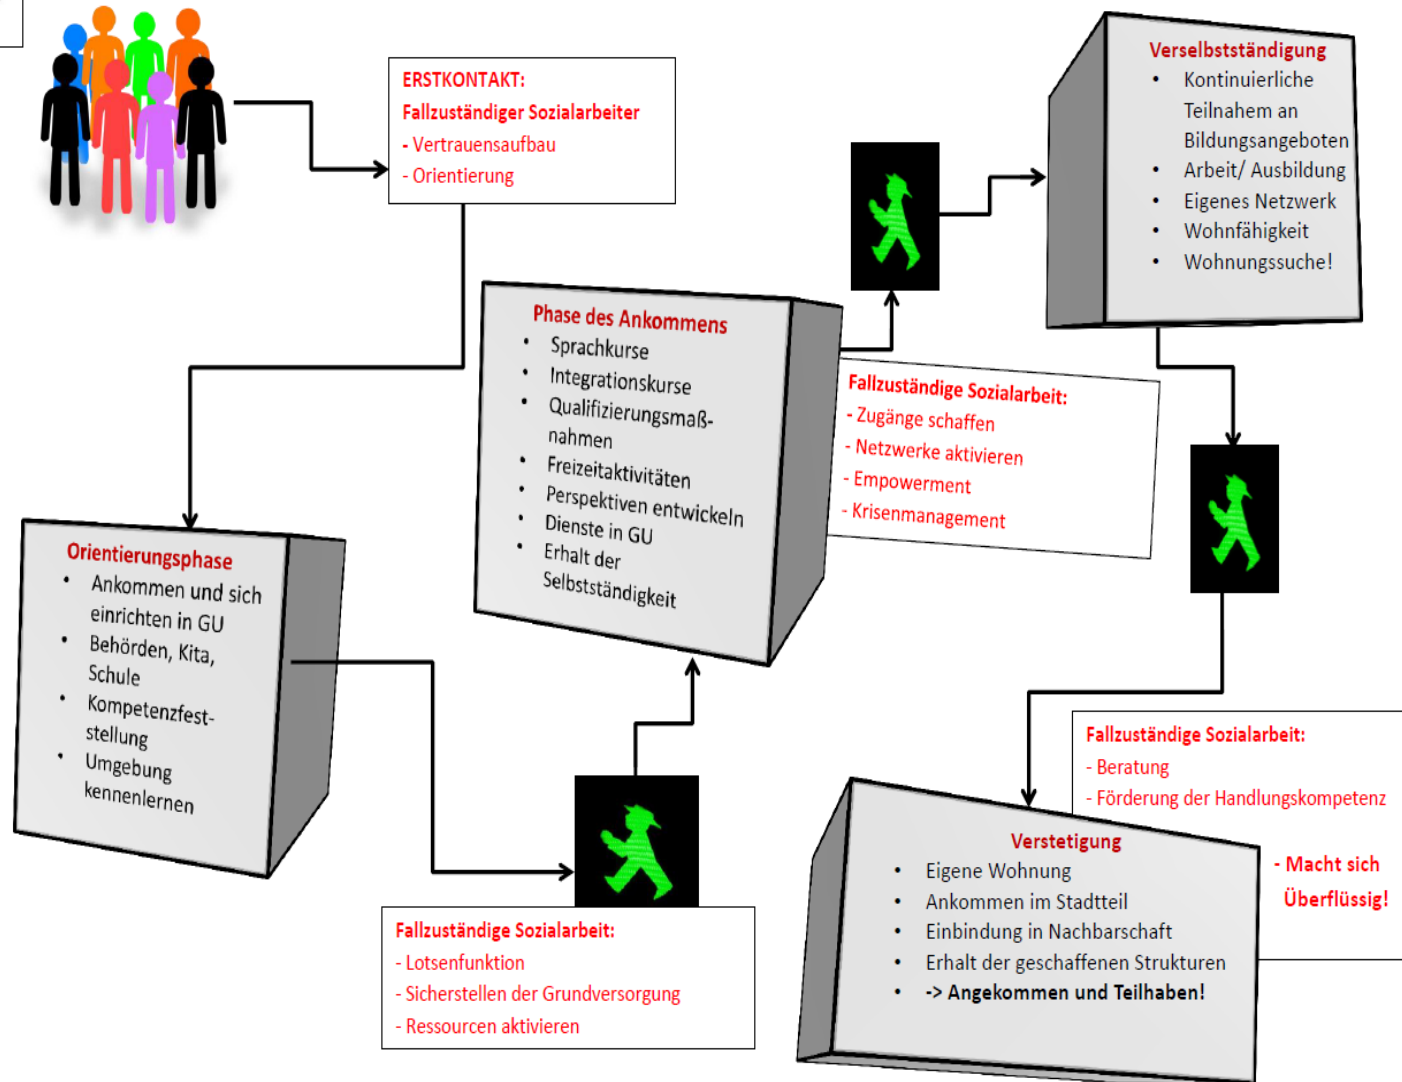 ERSTKONTAKT:
Fallzuständiger Sozialarbeiter
- Vertrauensaufbau
- Orientierung
Orientierungsphase
• Ankommen und sich
einrichten in GU
• Behörden, Kita,
Schule
• Kompetenzfest-
stellung
• Umgebung
kennenlernen
Fallzuständige Sozialarbeit:
- Lotsenfunktion
- Sicherstellen der Grundversorgung
- Ressourcen aktivieren
Phase des Ankommens
• Sprachkurse
• Integrationskurse
• Qualifizierungsmaß-
nahmen
• Freizeitaktivitäten
• Perspektiven entwickeln
• Dienste in GU
• Erhalt der
Selbstständigkeit
Fallzuständige Sozialarbeit:
- Zugänge schaffen
- Netzwerke aktivieren
- Empowerment
- Krisenmanagement
Verselbstständigung
• Kontinuierliche
Teilnahem an
Bildungsangeboten
• Arbeit/ Ausbildung
• Eigenes Netzwerk
• Wohnfähigkeit
• Wohnungssuche!
Fallzuständige Sozialarbeit:
- Beratung
- Förderung der Handlungskompetenz
- Macht sich
Überflüssig!
Verstetigung
• Eigene Wohnung
• Ankommen im Stadtteil
• Einbindung in Nachbarschaft
• Erhalt der geschaffenen Strukturen
• -> Angekommen und Teilhaben!